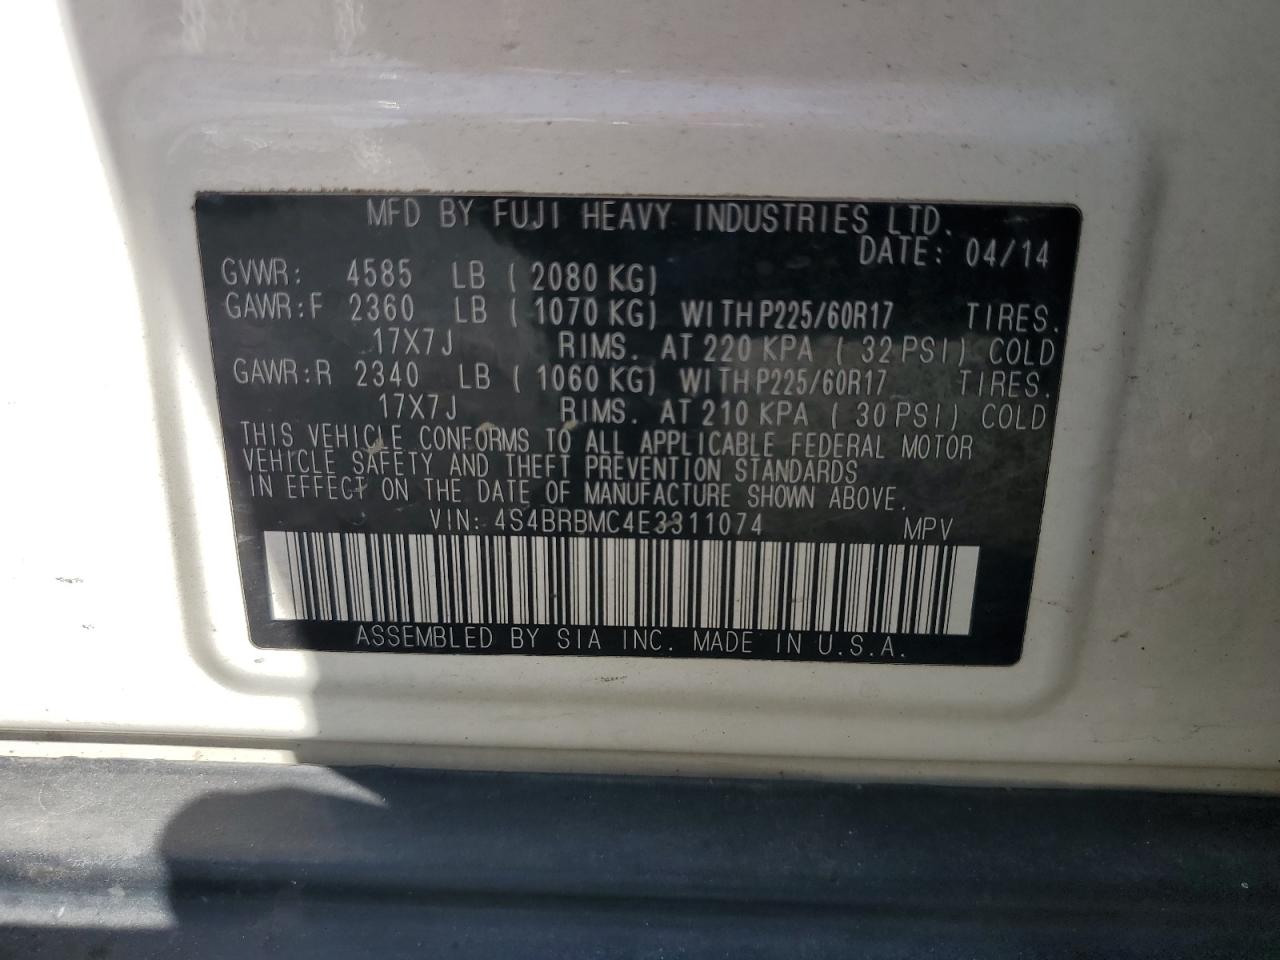 MFD BY FUJI HEAVY INDUSTRIES LTD.
DATE: 04/14
GVWR: 4585 LB ( 2080 KG)
GAWR:F 2360 LB ( 1070 KG) WITH P225/60R17 TIRES.
17X7J RIMS. AT 220 KPA ( 32 PSI) COLD
GAWR:R 2340 LB ( 1060 KG) WITH P225/60R17 TIRES.
17X7J RIMS. AT 210 KPA ( 30 PSI) COLD
THIS VEHICLE CONFORMS TO ALL APPLICABLE FEDERAL MOTOR
VEHICLE SAFETY AND THEFT PREVENTION STANDARDS
IN EFFECT ON THE DATE OF MANUFACTURE SHOWN ABOVE.
VIN: 4S4BRBMC4E3311074 MPV
ASSEMBLED BY SIA INC. MADE IN U.S.A.